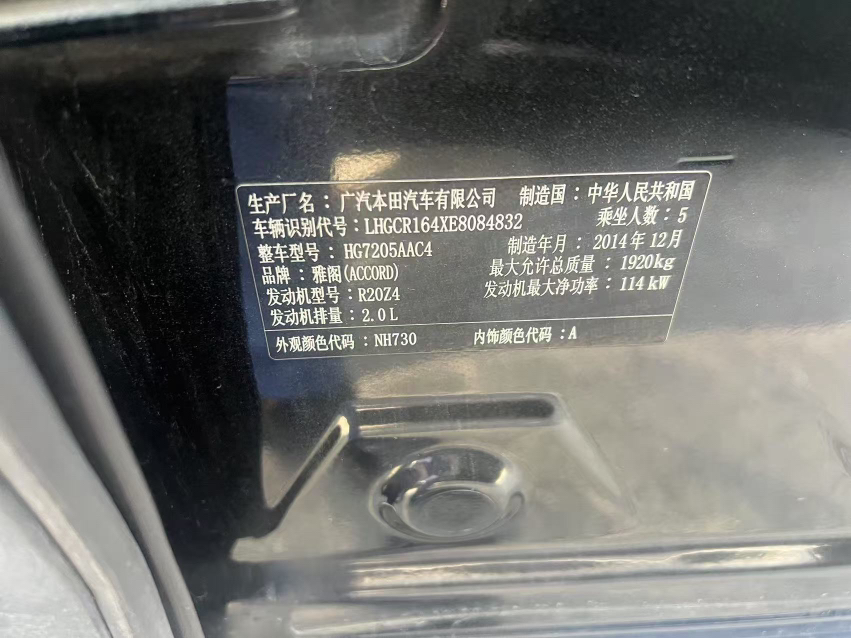 生产厂名：广汽本田汽车有限公司 制造国：中华人民共和国
车辆识别代号：LHGCR164XE8084832 乘坐人数：5
整车型号：HG7205AAC4 制造年月：2014年12月
品牌：雅阁(ACCORD) 最大允许总质量：1920kg
发动机型号：R20Z4 发动机最大净功率：114kW
发动机排量：2.0L
外观颜色代码：NH730 内饰颜色代码：A